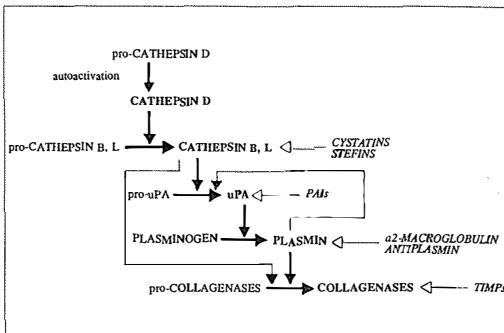 pro-CATHEPSIN D
autoactivation
CATHEPSIN D
pro-CATHEPSIN B, L CATHEPSIN B, L CYSTATINS
STEFINS
pro-uPA uPA PAIs
PLASMINOGEN PLASMIN a2-MACROGLOBULIN
ANTIPLASMIN
pro-COLLAGENASES COLLAGENASES TIMPs